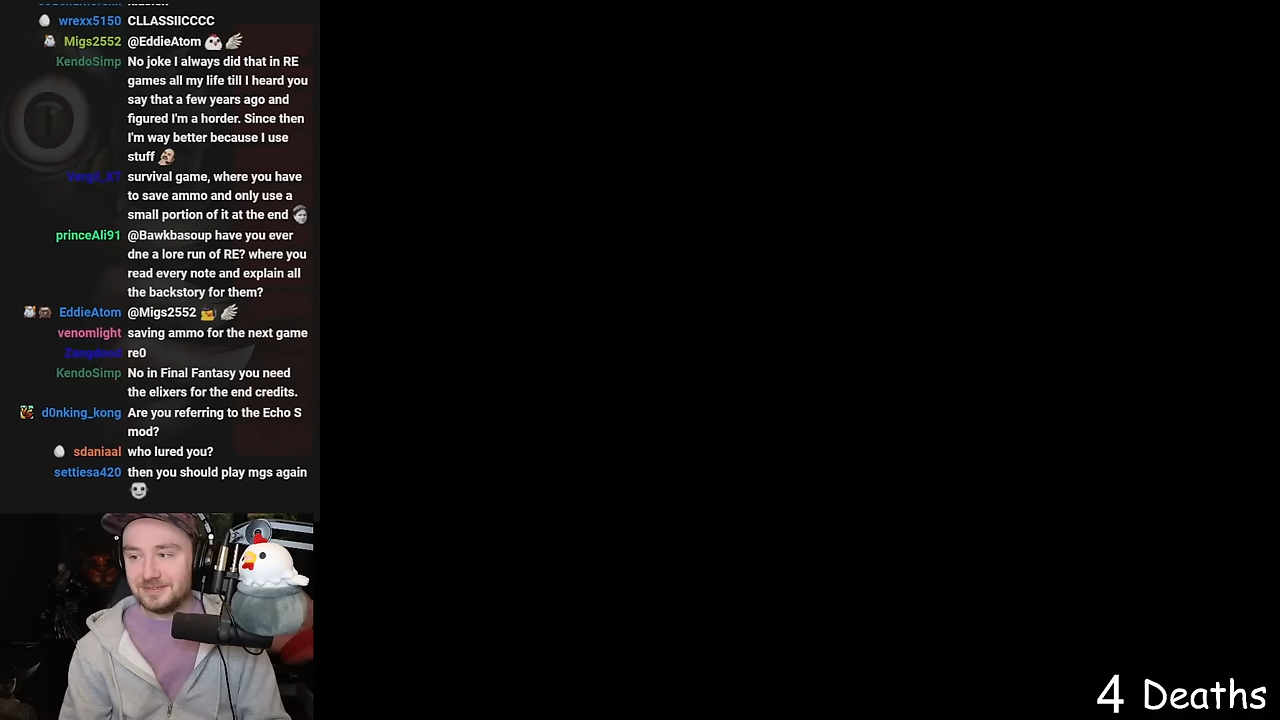 wrexx5150 CLLASSIICCCC
Migs2552 @EddieAtom
KendoSimp No joke I always did that in RE
games all my life till I heard you
say that a few years ago and
figured I'm a horder. Since then
I'm way better because I use
stuff
survival game, where you have
to save ammo and only use a
small portion of it at the end
princeAli91 @Bawkbasoup have you ever
dne a lore run of RE? where you
read every note and explain all
the backstory for them?
EddieAtom @Migs2552
venomlight saving ammo for the next game
re0
KendoSimp No in Final Fantasy you need
the elixers for the end credits.
d0nking_kong Are you referring to the Echo S
mod?
sdaniaal who lured you?
settiesa420 then you should play mgs again
4 Deaths